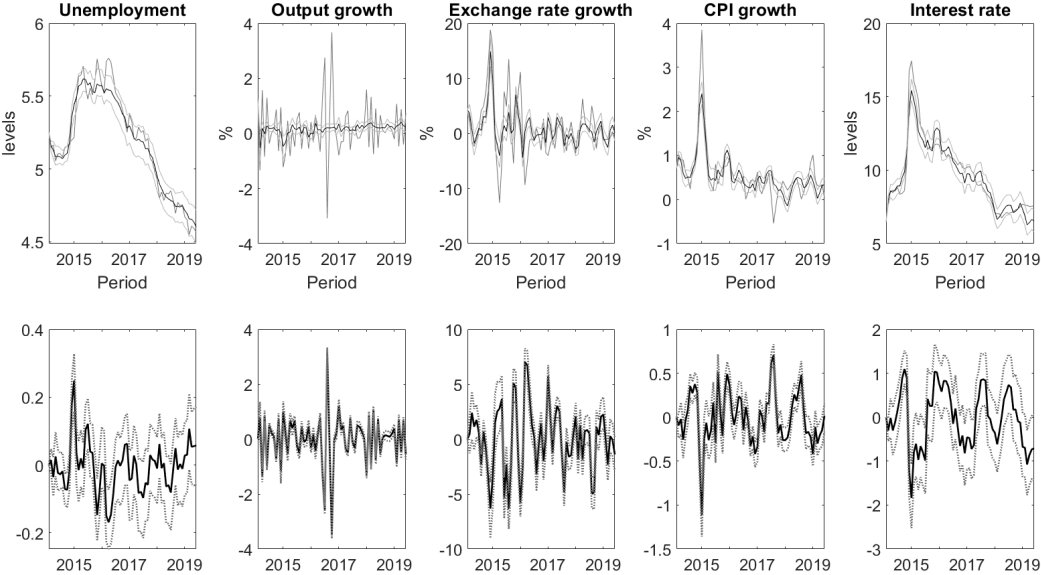 Unemployment Output growth Exchange rate growth CPI growth Interest rate
6 4 20 4 20
5.5 2 10 3 15
levels % % % levels
5 0 0 2 10
-2 -10 1
0
4.5 -4 -20 -1 5
2015 2017 2019 2015 2017 2019 2015 2017 2019 2015 2017 2019 2015 2017 2019
Period Period Period Period Period
0.4 4 10 1 2
0.2 2 5 0.5 1
0 0 0 0 0
-0.5 -1
-0.2 -2 -5 -1 -2
-4 -10 -1.5 -3
2015 2017 2019 2015 2017 2019 2015 2017 2019 2015 2017 2019 2015 2017 2019